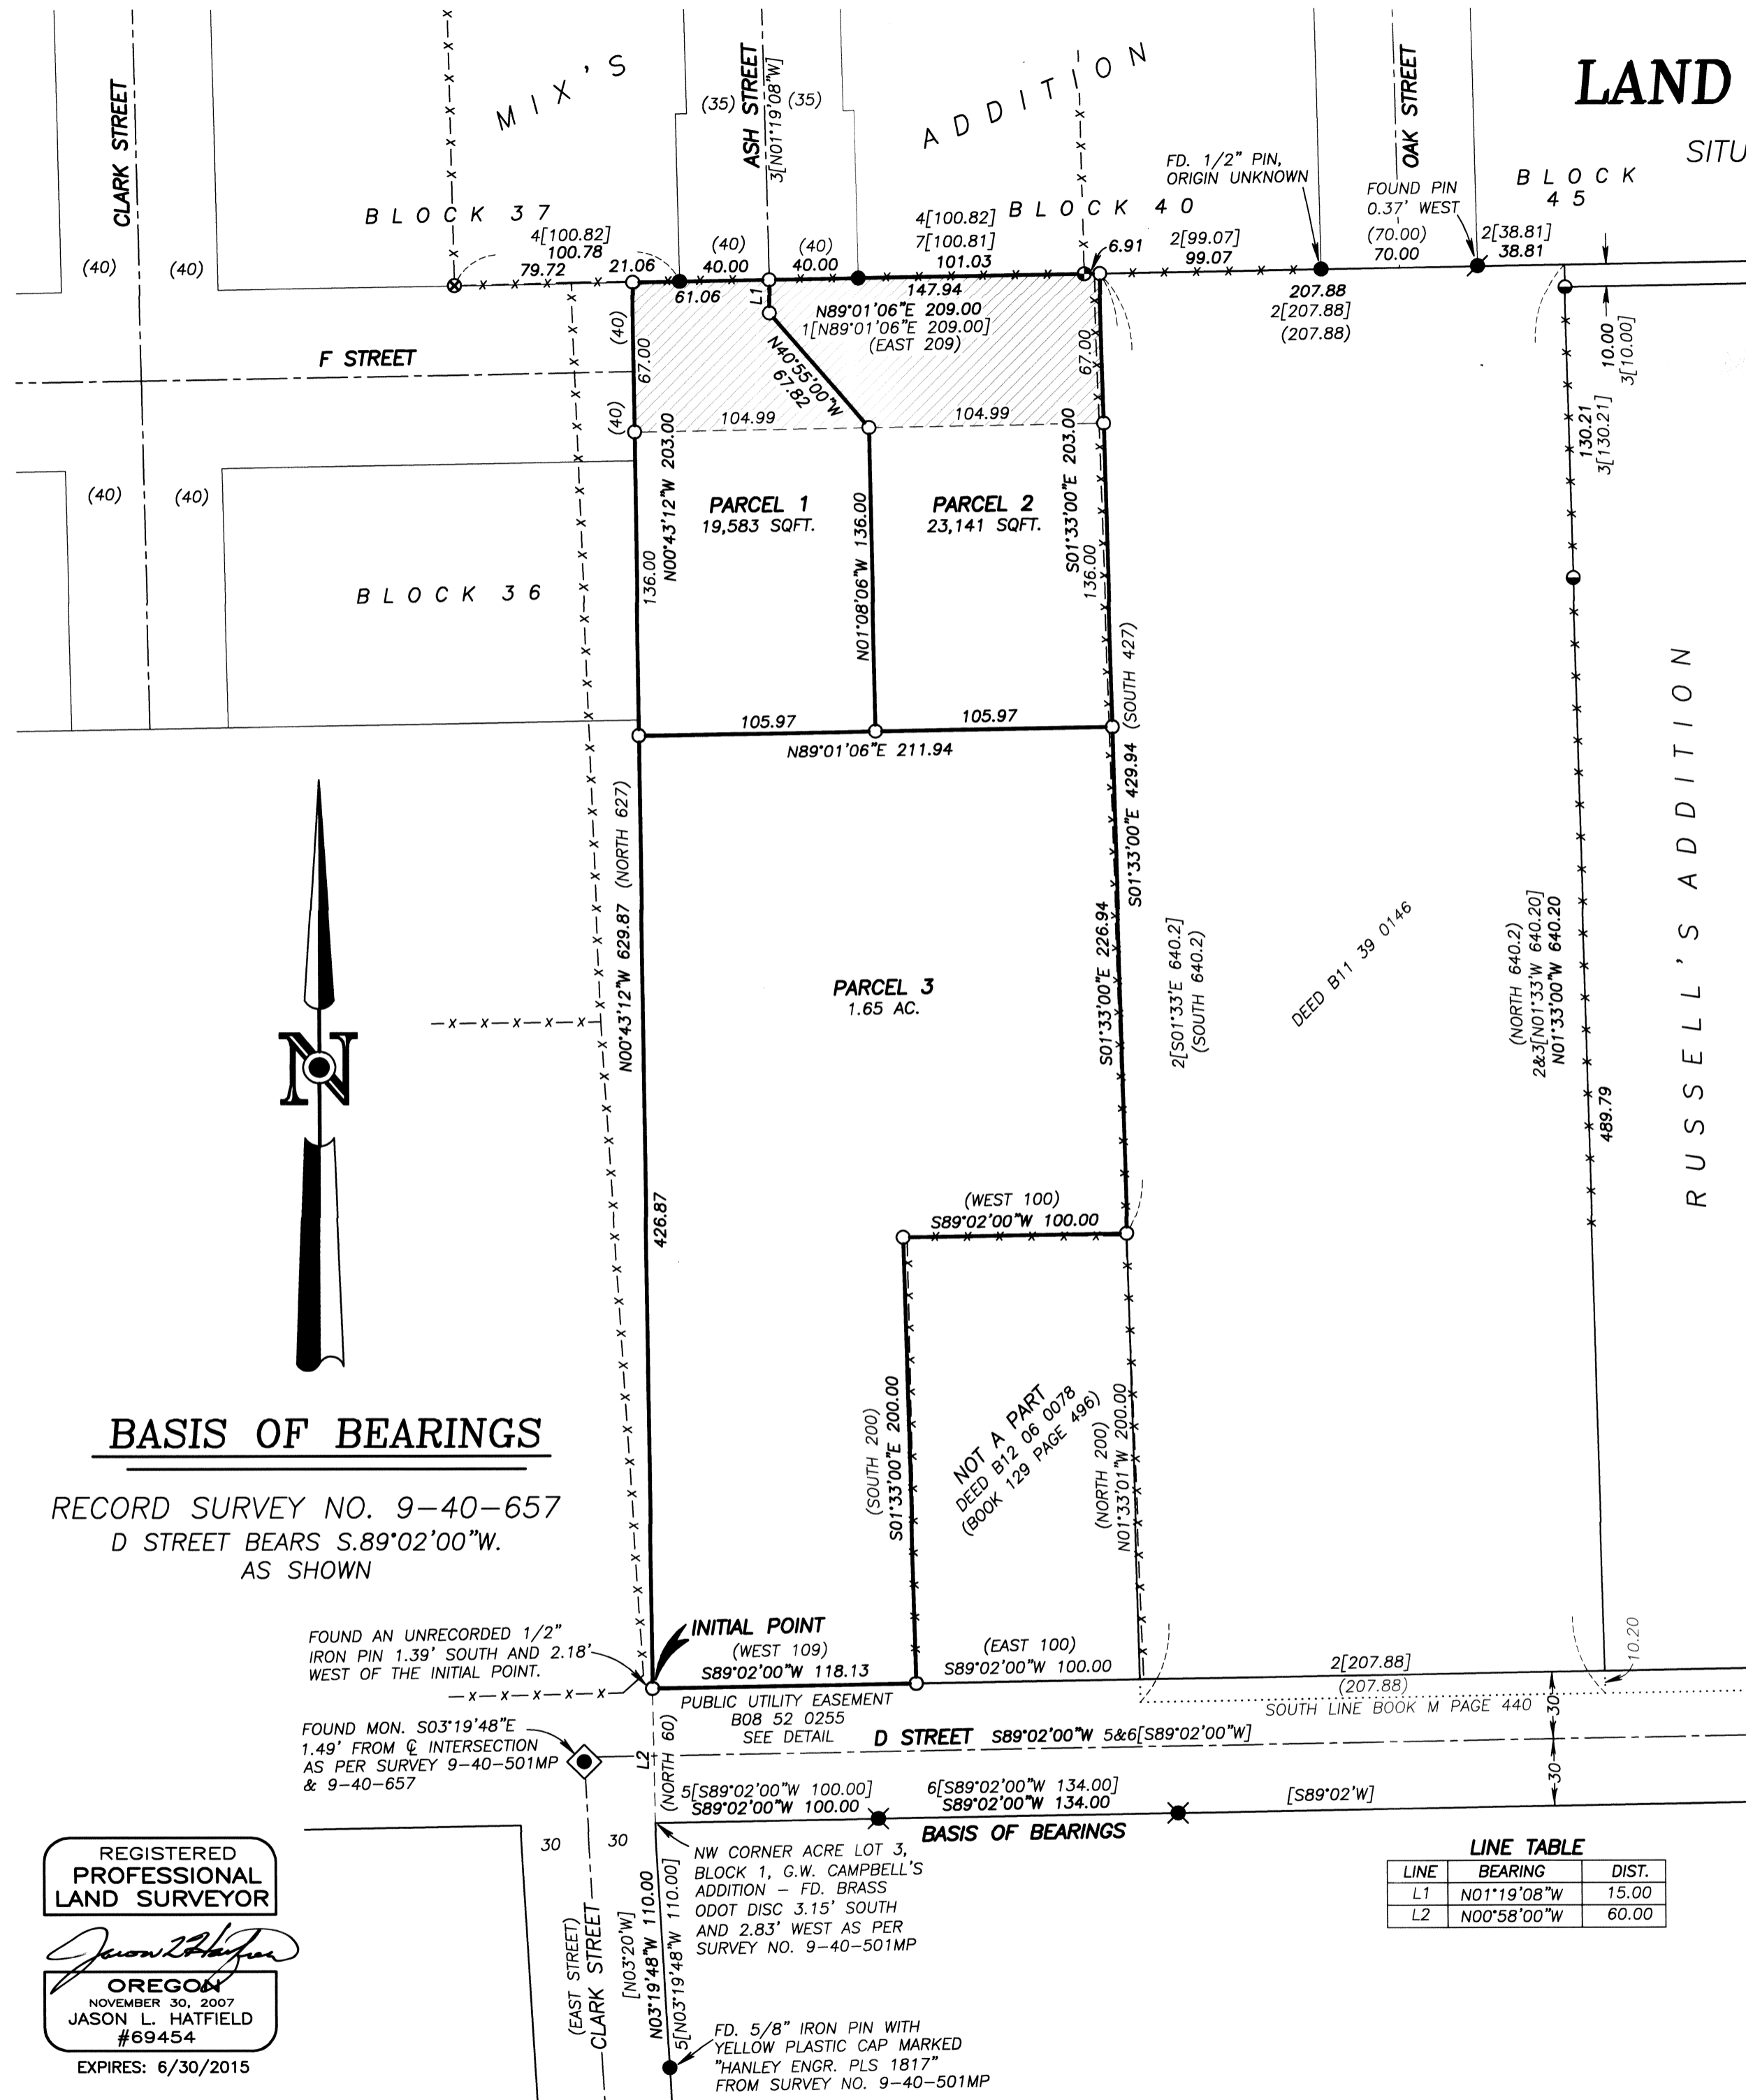 LAND
SITU
MIX'S
ADDITION
CLARK STREET
ASH STREET
3[N01°19'08"W]
(35)
(35)
OAK STREET
FD. 1/2" PIN,
ORIGIN UNKNOWN
FOUND PIN
0.37' WEST
BLOCK
45
BLOCK 37
BLOCK 40
4[100.82]
100.78
79.72
21.06
(40)
(40)
40.00
40.00
4[100.82]
7[100.81]
101.03
6.91
2[99.07]
99.07
(70.00)
70.00
2[38.81]
38.81
(40)
(40)
61.06
L1
147.94
N89°01'06"E 209.00
1[N89°01'06"E 209.00]
(EAST 209)
207.88
2[207.88]
(207.88)
10.00
3[10.00]
130.21
3[130.21]
F STREET
(40)
67.00
(40)
N40°55'00"W
67.82
67.00
104.99
104.99
(40)
(40)
N00°43'12"W 203.00
136.00
PARCEL 1
19,583 SQFT.
N01°08'06"W 136.00
PARCEL 2
23,141 SQFT.
S01°33'00"E 203.00
136.00
BLOCK 36
(SOUTH 427)
S01°33'00"E 429.94
105.97
105.97
N89°01'06"E 211.94
N00°43'12"W 629.87 (NORTH 627)
N
PARCEL 3
1.65 AC.
S01°33'00"E 226.94
2[S01°33'E 640.2]
(SOUTH 640.2)
DEED B11 39 0146
(NORTH 640.2)
2&3[N01°33'W 640.20]
N01°33'00"W 640.20
489.79
RUSSELL'S ADDITION
426.87
(WEST 100)
S89°02'00"W 100.00
(SOUTH 200)
S01°33'00"E 200.00
NOT A PART
DEED B12 06 0078
(BOOK 129 PAGE 496)
(NORTH 200)
N01°33'01"W 200.00
BASIS OF BEARINGS
RECORD SURVEY NO. 9-40-657
D STREET BEARS S.89°02'00"W.
AS SHOWN
FOUND AN UNRECORDED 1/2"
IRON PIN 1.39' SOUTH AND 2.18'
WEST OF THE INITIAL POINT.
INITIAL POINT
(WEST 109)
S89°02'00"W 118.13
(EAST 100)
S89°02'00"W 100.00
2[207.88]
(207.88)
10.20
SOUTH LINE BOOK M PAGE 440
PUBLIC UTILITY EASEMENT
B08 52 0255
SEE DETAIL
FOUND MON. S03°19'48"E
1.49' FROM ℄ INTERSECTION
AS PER SURVEY 9-40-501MP
& 9-40-657
D STREET S89°02'00"W 5&6[S89°02'00"W]
30
30
L2
(NORTH 60)
5[S89°02'00"W 100.00]
S89°02'00"W 100.00
6[S89°02'00"W 134.00]
S89°02'00"W 134.00
[S89°02'W]
BASIS OF BEARINGS
30
30
NW CORNER ACRE LOT 3,
BLOCK 1, G.W. CAMPBELL'S
ADDITION – FD. BRASS
ODOT DISC 3.15' SOUTH
AND 2.83' WEST AS PER
SURVEY NO. 9-40-501MP
(EAST STREET)
CLARK STREET
[N03°20'W]
N03°19'48"W 110.00
5[N03°19'48"W 110.00]
FD. 5/8" IRON PIN WITH
YELLOW PLASTIC CAP MARKED
"HANLEY ENGR. PLS 1817"
FROM SURVEY NO. 9-40-501MP
LINE TABLE
LINE BEARING DIST.
L1 N01°19'08"W 15.00
L2 N00°58'00"W 60.00
REGISTERED
PROFESSIONAL
LAND SURVEYOR
OREGON
NOVEMBER 30, 2007
JASON L. HATFIELD
#69454
EXPIRES: 6/30/2015